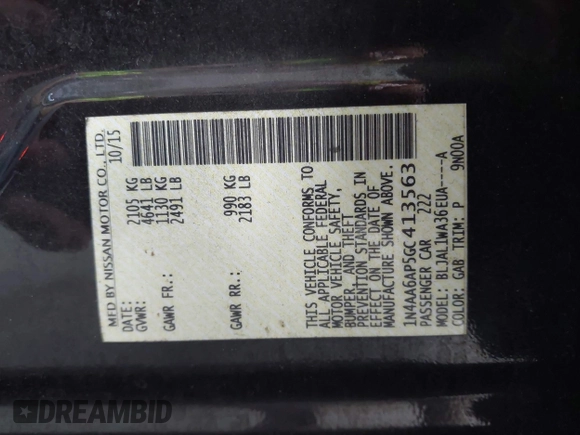 MFD BY NISSAN MOTOR CO., LTD.
DATE: 10/15
GVWR: 2105 KG
4641 LB
GAWR FR.: 1130 KG
2491 LB
GAWR RR.: 990 KG
2183 LB
THIS VEHICLE CONFORMS TO
ALL APPLICABLE FEDERAL
MOTOR VEHICLE SAFETY,
BUMPER, AND THEFT
PREVENTION STANDARDS IN
EFFECT ON THE DATE OF
MANUFACTURE SHOWN ABOVE.
1N4AA6AP5GC413563
PASSENGER CAR Z22
MODEL: BLJALIWA36EUA----A
COLOR: GAB TRIM: P 9N00A
DREAMBID